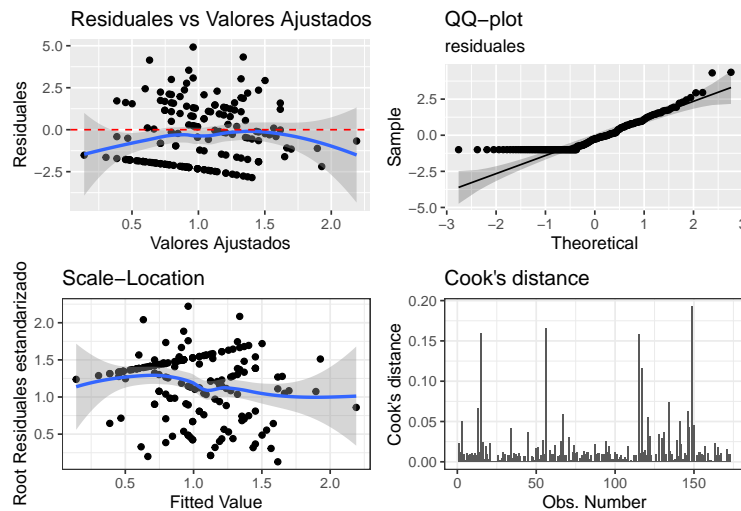 Residuales vs Valores Ajustados
5.0
2.5
0.0
−2.5
Residuales
0.5
1.0
1.5
2.0
Valores Ajustados
QQ−plot
residuales
2.5
0.0
−2.5
−5.0
Sample
−3
−2
−1
0
1
2
3
Theoretical
Scale−Location
2.0
1.5
1.0
0.5
Root Residuales estandarizado
0.5
1.0
1.5
2.0
Fitted Value
Cook's distance
0.20
0.15
0.10
0.05
0.00
Cook's distance
0
50
100
150
Obs. Number